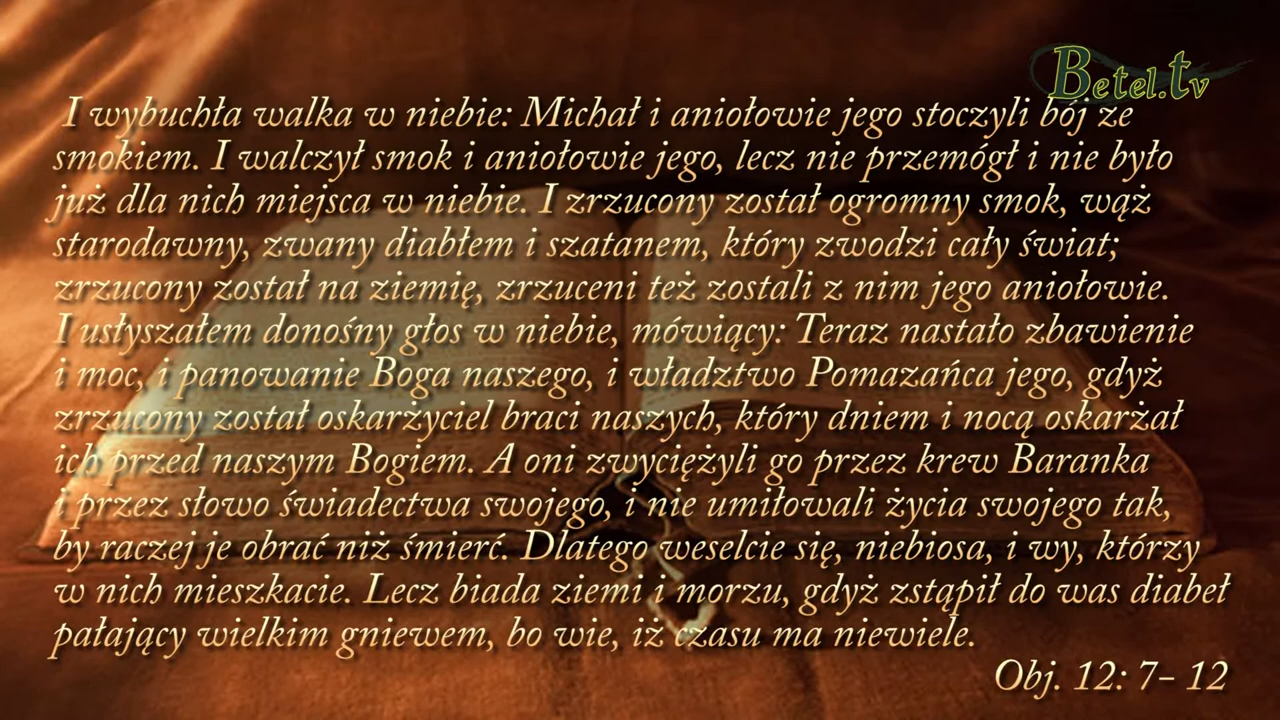 Betel.tv
I wybuchła walka w niebie: Michał i aniołowie jego stoczyli bój ze
smokiem. I walczył smok i aniołowie jego, lecz nie przemógł i nie było
już dla nich miejsca w niebie. I zrzucony został ogromny smok, wąż
starodawny, zwany diabłem i szatanem, który zwodzi cały świat;
zrzucony został na ziemię, zrzuceni też zostali z nim jego aniołowie.
I usłyszałem donośny głos w niebie, mówiący: Teraz nastało zbawienie
i moc, i panowanie Boga naszego, i władztwo Pomazańca jego, gdyż
zrzucony został oskarżyciel braci naszych, który dniem i nocą oskarżał
ich przed naszym Bogiem. A oni zwyciężyli go przez krew Baranka
i przez słowo świadectwa swojego, i nie umiłowali życia swojego tak,
by raczej je obrać niż śmierć. Dlatego weselcie się, niebiosa, i wy, którzy
w nich mieszkacie. Lecz biada ziemi i morzu, gdyż zstąpił do was diabeł
pałający wielkim gniewem, bo wie, iż czasu ma niewiele.
Obj. 12: 7- 12